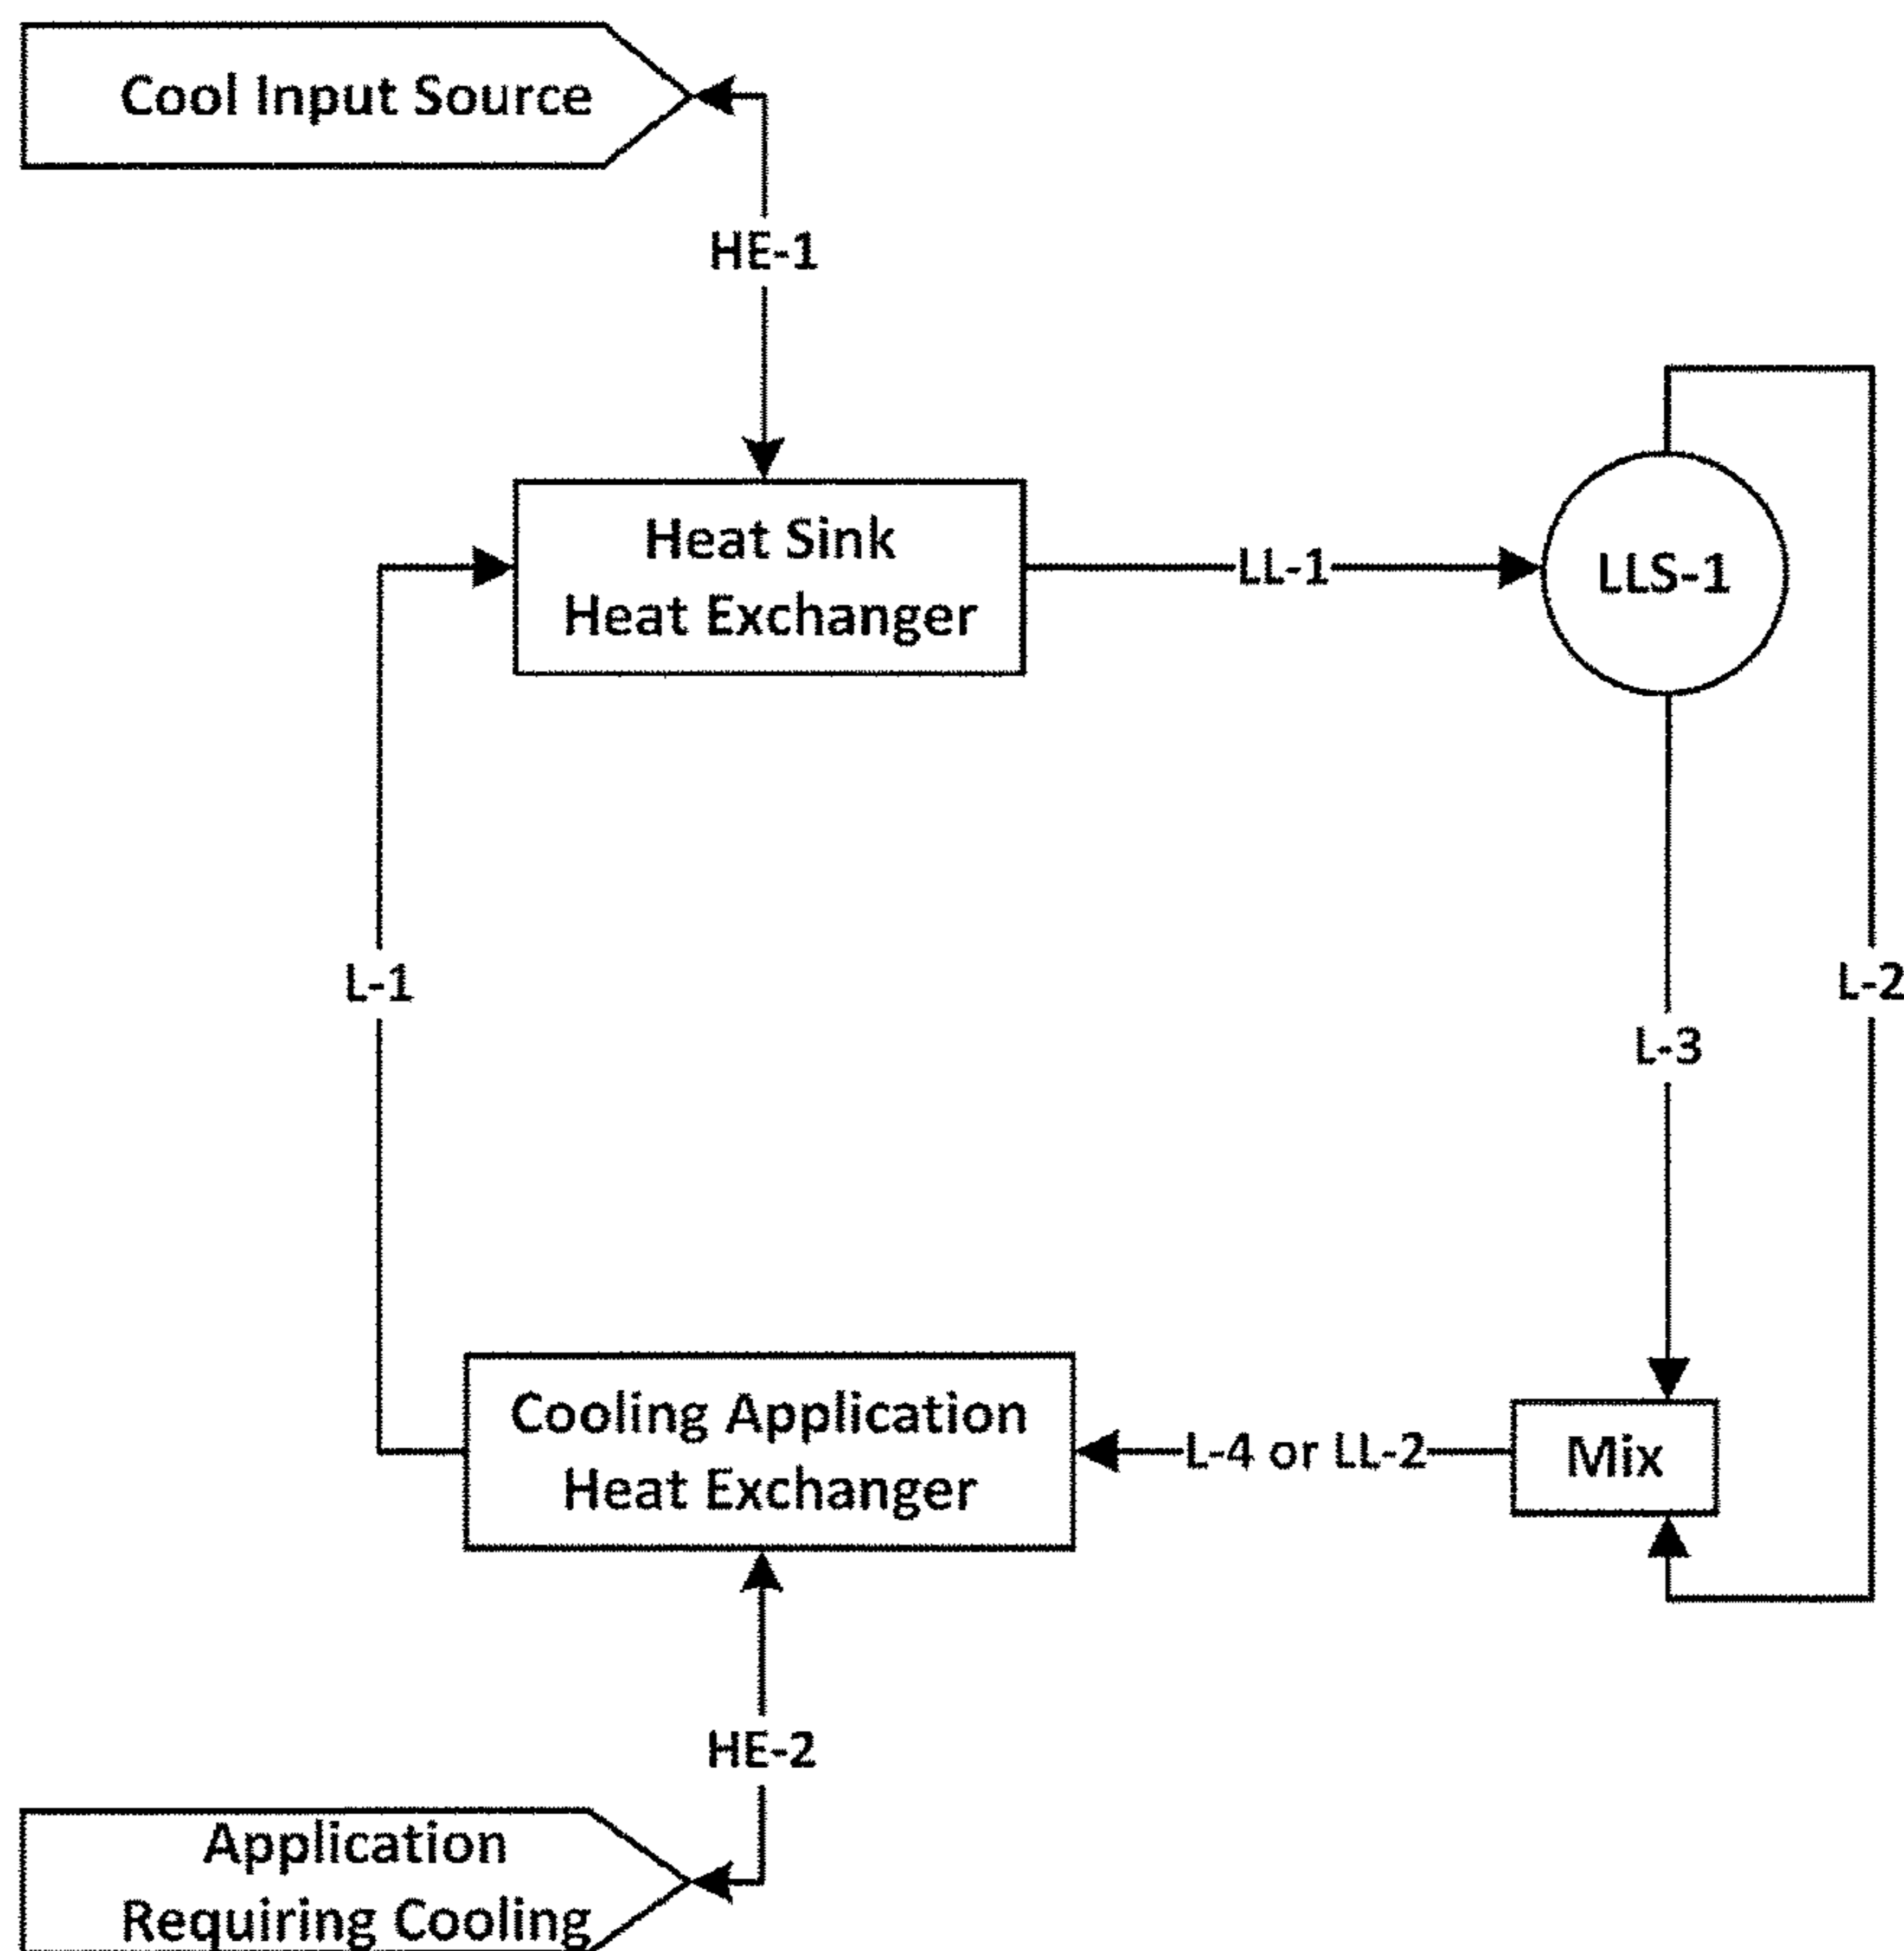 Cool Input Source
HE-1
Heat Sink
Heat Exchanger
LL-1
LLS-1
L-1
L-2
L-3
Cooling Application
Heat Exchanger
L-4 or LL-2
Mix
HE-2
Application
Requiring Cooling